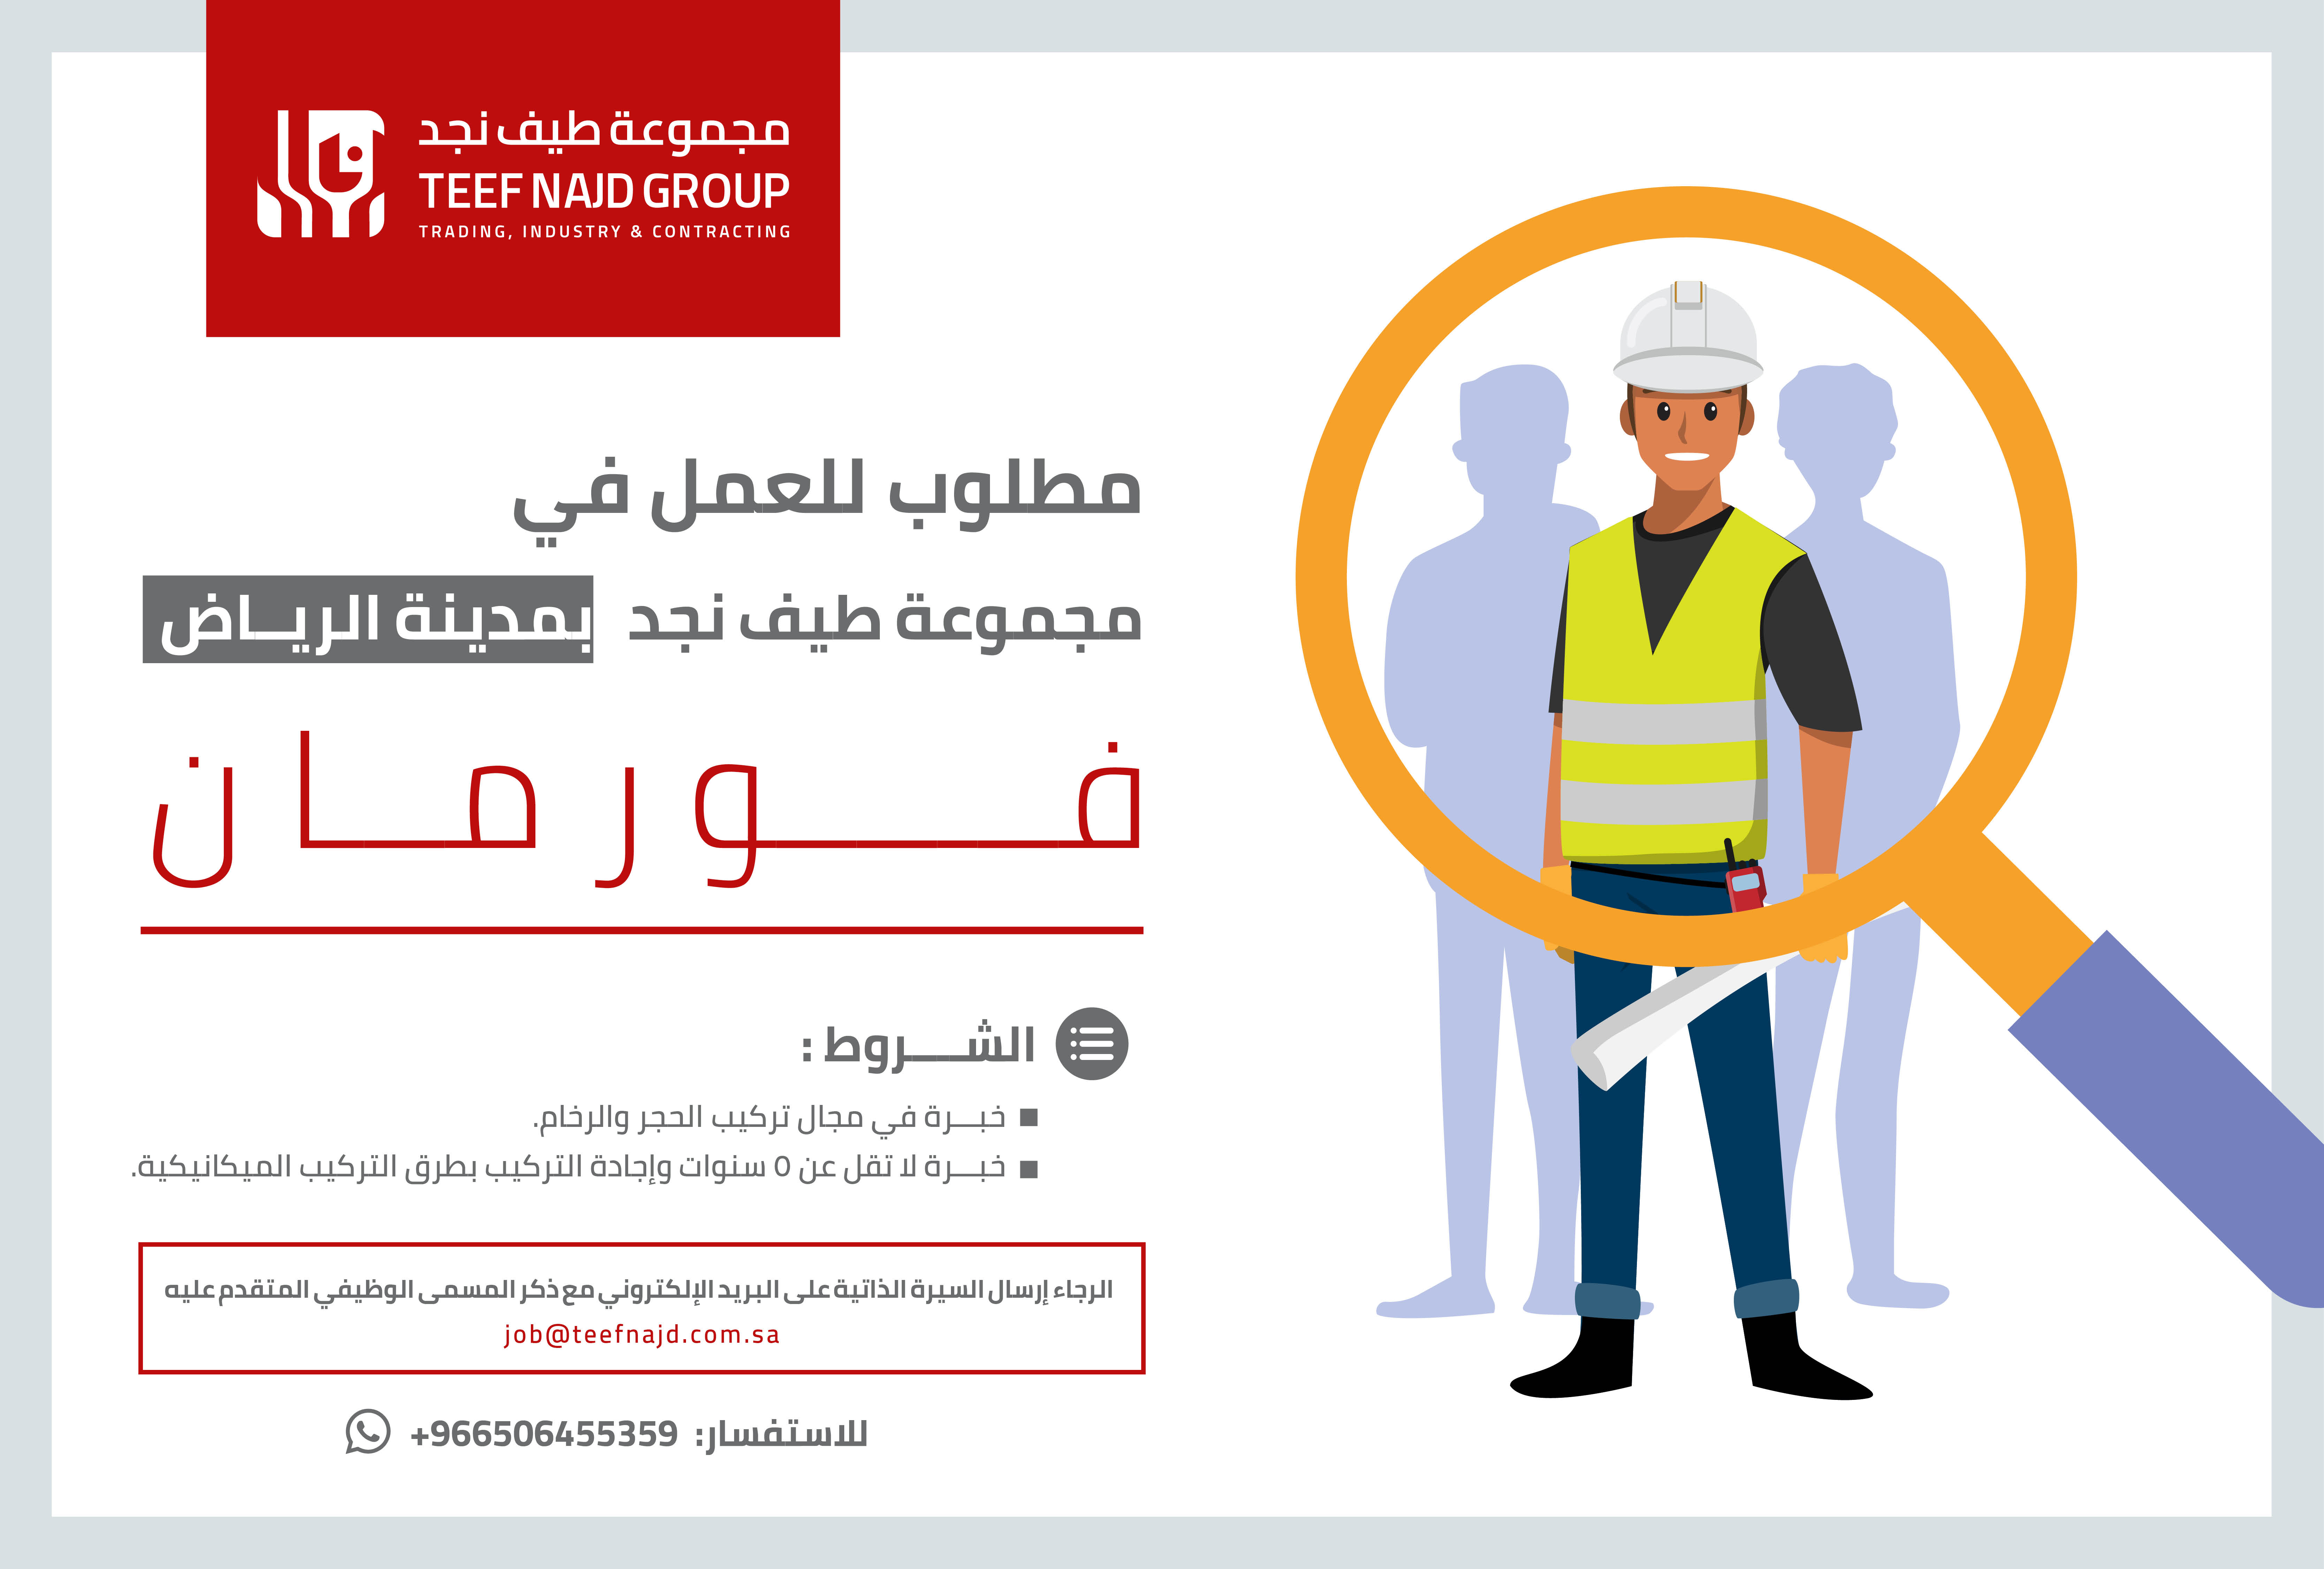 مجموعة طيف نجد
TEEF NAJD GROUP
TRADING, INDUSTRY & CONTRACTING
مطلوب للعمل في
مجموعة طيف نجد بمدينة الريـاض
فـــورمـان
الشـــروط :
خبـــرة في مجال تركيب الحجر والرخام.
خبـــرة لا تقل عن ٥ سنوات وإجادة التركيب بطرق التركيب الميكانيكية.
الرجاء إرسال السيرة الذاتية على البريد الإلكتروني مع ذكر المسمى الوظيفي المتقدم عليه
job@teefnajd.com.sa
للاستفسار: 966506455359+